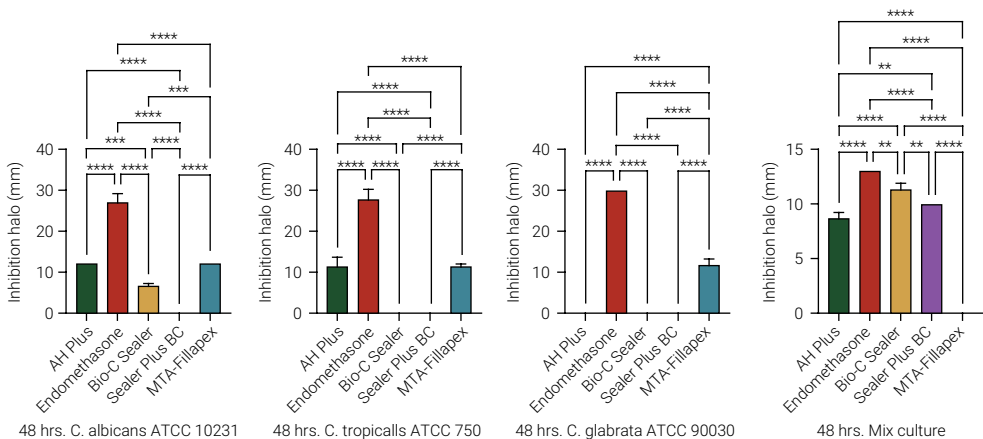 ****
****
***
****
*** ****
**** **** ****
Inhibition halo (mm)
40
30
20
10
0
AH Plus
Endomethasone
Bio-C Sealer
Sealer Plus BC
MTA-Fillapex
48 hrs. C. albicans ATCC 10231
****
****
****
**** ****
**** **** ****
Inhibition halo (mm)
40
30
20
10
0
AH Plus
Endomethasone
Bio-C Sealer
Sealer Plus BC
MTA-Fillapex
48 hrs. C. tropicalls ATCC 750
****
****
****
****
**** **** ****
Inhibition halo (mm)
40
30
20
10
0
AH Plus
Endomethasone
Bio-C Sealer
Sealer Plus BC
MTA-Fillapex
48 hrs. C. glabrata ATCC 90030
****
****
**
****
**** ****
**** ** ** ****
Inhibition halo (mm)
15
10
5
0
AH Plus
Endomethasone
Bio-C Sealer
Sealer Plus BC
MTA-Fillapex
48 hrs. Mix culture